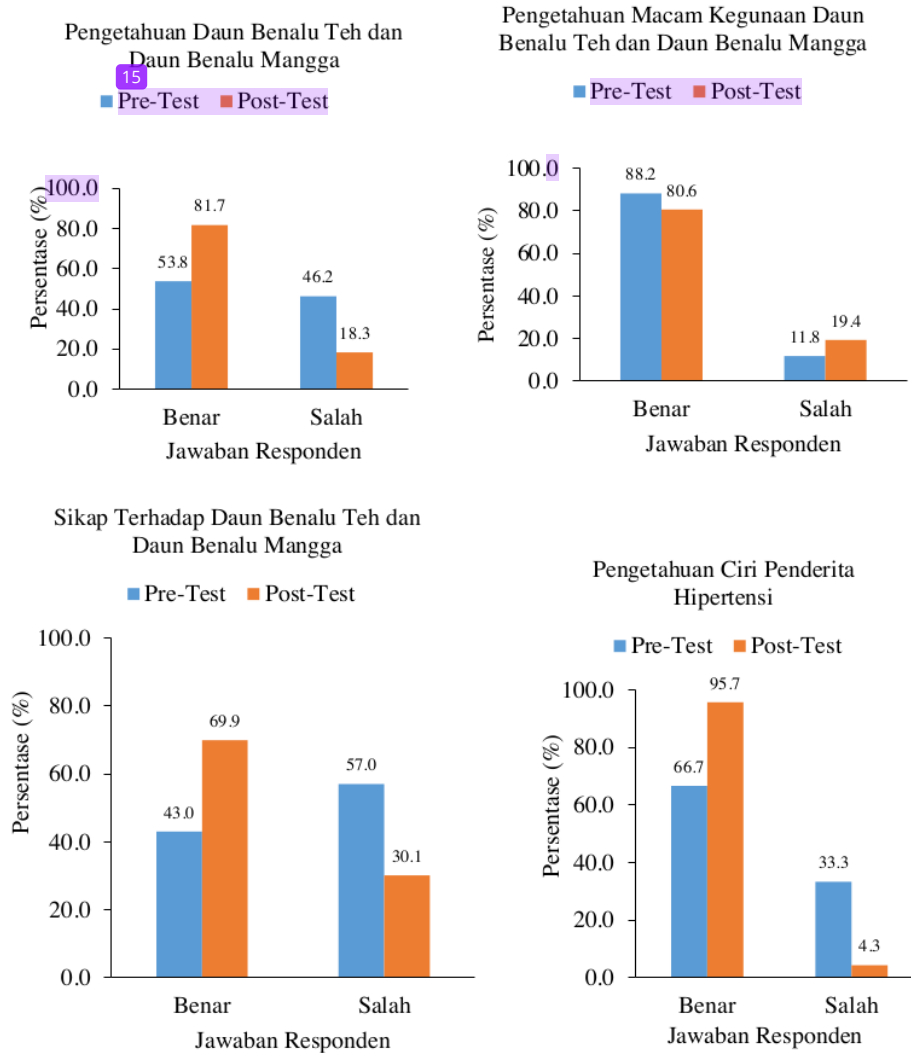 Pengetahuan Daun Benalu Teh dan
Daun Benalu Mangga
15
Pre-Test Post-Test
100.0
80.0
60.0
40.0
20.0
0.0
Persentase (%)
53.8
81.7
46.2
18.3
Benar Salah
Jawaban Responden
Pengetahuan Macam Kegunaan Daun
Benalu Teh dan Daun Benalu Mangga
Pre-Test Post-Test
100.0
80.0
60.0
40.0
20.0
0.0
Persentase (%)
88.2
80.6
11.8
19.4
Benar Salah
Jawaban Responden
Sikap Terhadap Daun Benalu Teh dan
Daun Benalu Mangga
Pre-Test Post-Test
100.0
80.0
60.0
40.0
20.0
0.0
Persentase (%)
43.0
69.9
57.0
30.1
Benar Salah
Jawaban Responden
Pengetahuan Ciri Penderita
Hipertensi
Pre-Test Post-Test
100.0
80.0
60.0
40.0
20.0
0.0
Persentase (%)
66.7
95.7
33.3
4.3
Benar Salah
Jawaban Responden